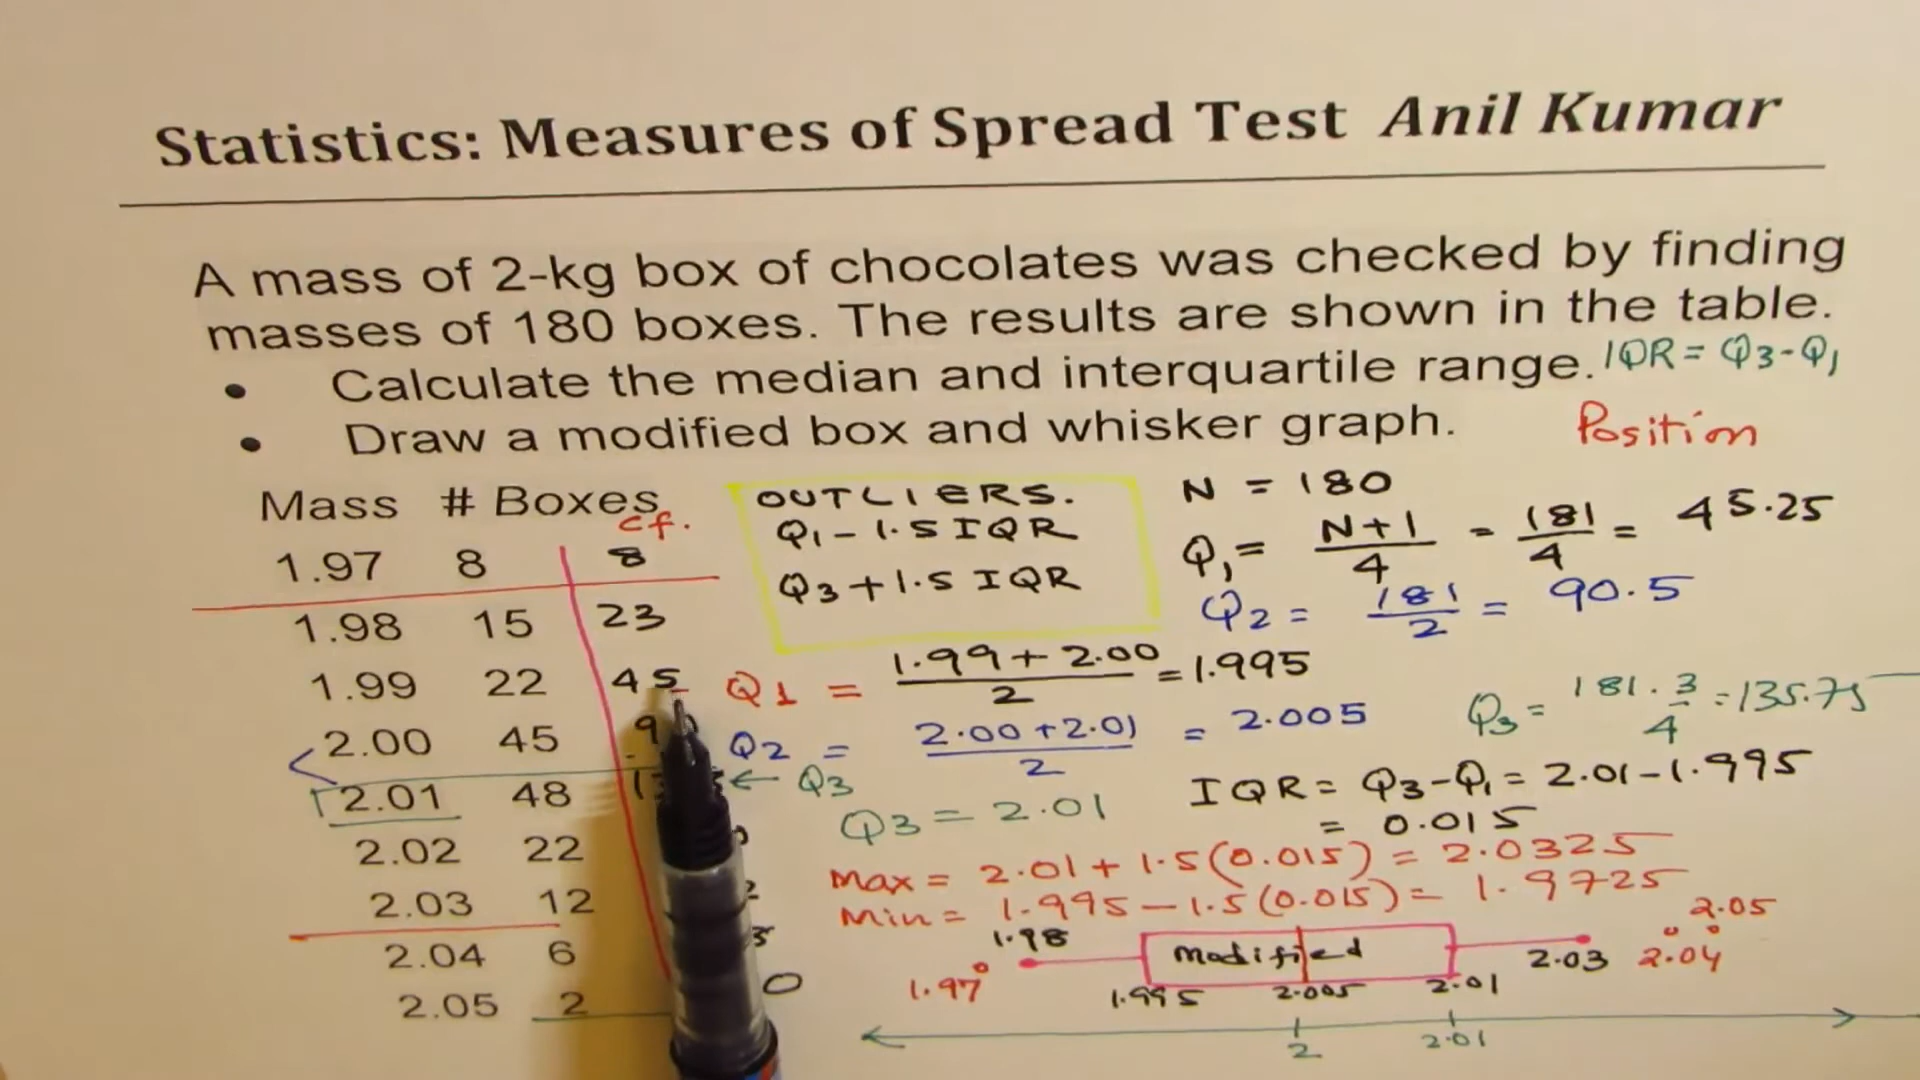 Statistics: Measures of Spread Test Anil Kumar
A mass of 2-kg box of chocolates was checked by finding
masses of 180 boxes. The results are shown in the table.
• Calculate the median and interquartile range. IQR = Q3-Q1
• Draw a modified box and whisker graph.
Position
Mass # Boxes cf.
1.97 8 8
1.98 15 23
1.99 22 45
2.00 45
2.01 48
2.02 22
2.03 12
2.04 6
2.05 2
OUTLIERS.
Q1 - 1.5 IQR
Q3 + 1.5 IQR
N = 180
Q1 = N+1/4 = 181/4 = 45.25
Q2 = 181/2 = 90.5
Q1 = 1.99+2.00/2 = 1.995
Q2 = 2.00+2.01/2 = 2.005
Q3 = 181.3/4 = 135.75
← Q3
Q3 = 2.01
IQR = Q3-Q1 = 2.01-1.995
= 0.015
Max = 2.01 + 1.5(0.015) = 2.0325
Min = 1.995 - 1.5(0.015) = 1.9725
1.98 modified 2.03 2.05
1.97 2.04
1.995 2.005 2.01
2 2.01